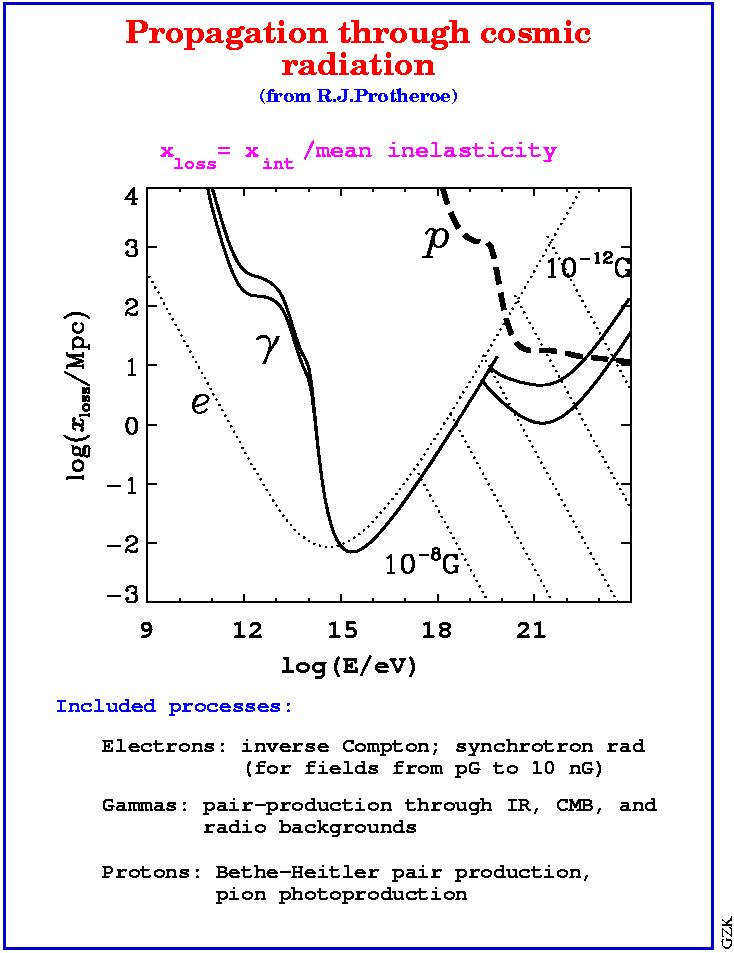 Propagation through cosmic
radiation
(from R.J.Protheroe)
x_loss = x_int /mean inelasticity
4
3
2
1
0
−1
−2
−3
log(x_loss/Mpc)
p
10⁻¹²G
γ
e
10⁻⁸G
9 12 15 18 21
log(E/eV)
Included processes:
Electrons: inverse Compton; synchrotron rad
(for fields from pG to 10 nG)
Gammas: pair−production through IR, CMB, and
radio backgrounds
Protons: Bethe−Heitler pair production,
pion photoproduction
GZK